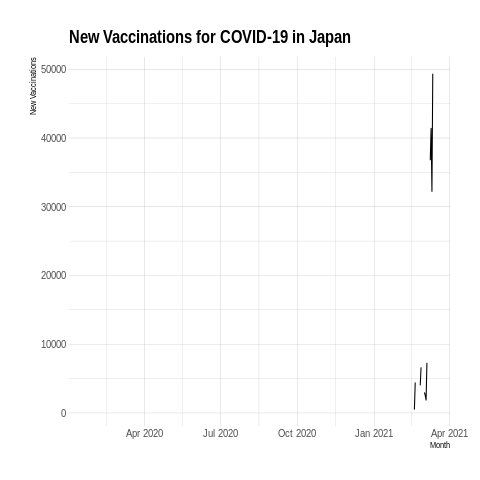 New Vaccinations for COVID-19 in Japan
New Vaccinations
50000
40000
30000
20000
10000
0
Apr 2020 Jul 2020 Oct 2020 Jan 2021 Apr 2021
Month